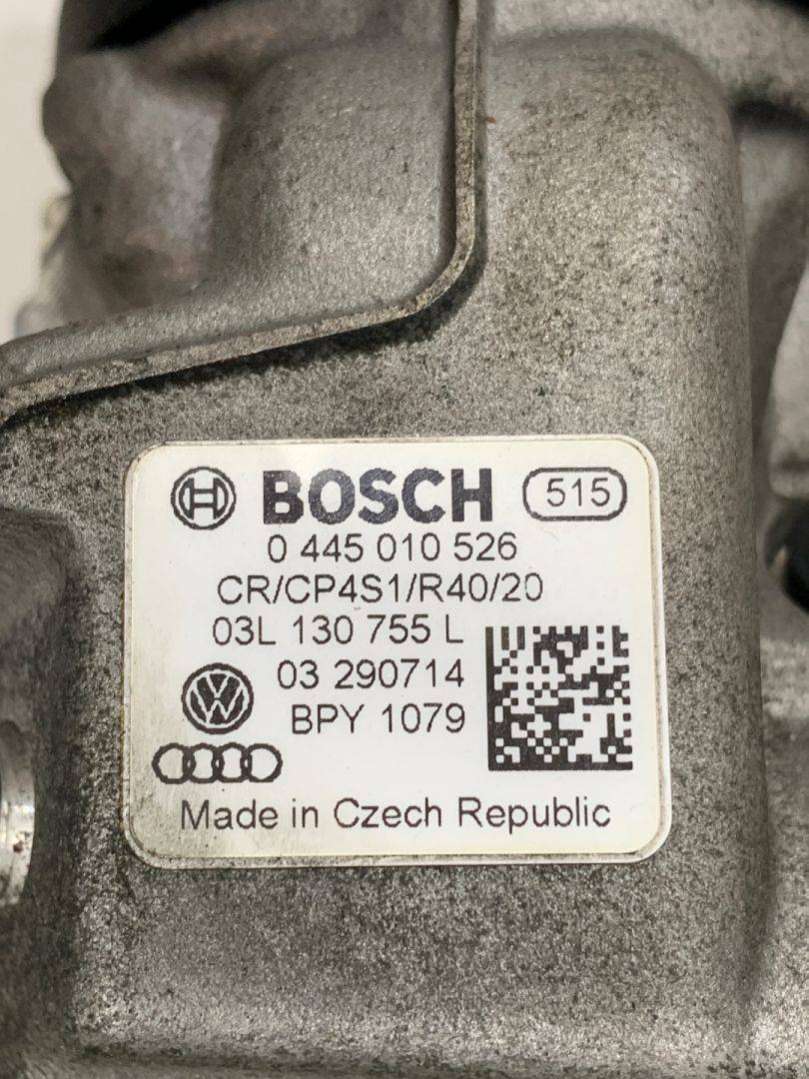 BOSCH 515
0 445 010 526
CR/CP4S1/R40/20
03L 130 755 L
03 290714
BPY 1079
Made in Czech Republic